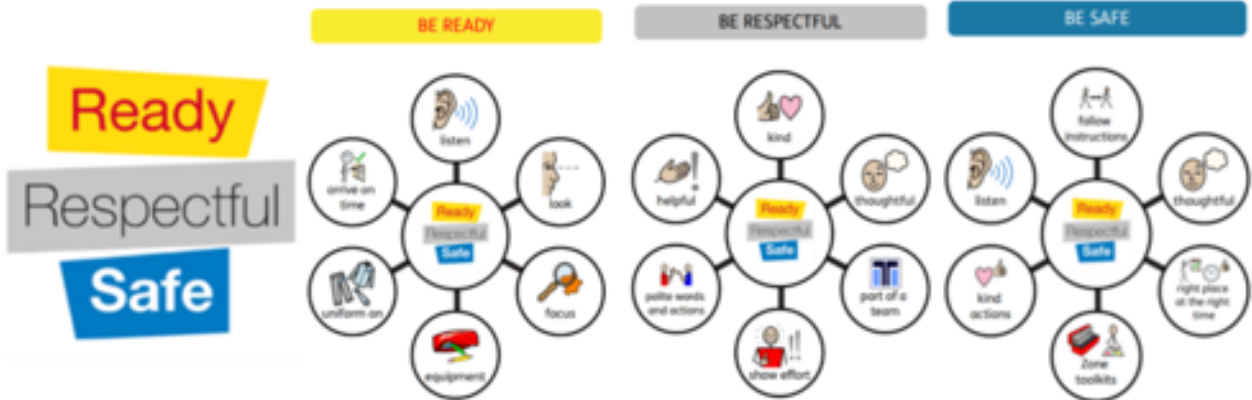 Ready
Respectful
Safe
BE READY
listen
look
focus
equipment
uniform on
arrive on
time
Ready
Respectful
Safe
BE RESPECTFUL
kind
thoughtful
part of a
team
show effort
polite words
and actions
helpful
Ready
Respectful
Safe
BE SAFE
follow
instructions
thoughtful
right place
at the right
time
Zone
toolkits
kind
actions
listen
Ready
Respectful
Safe